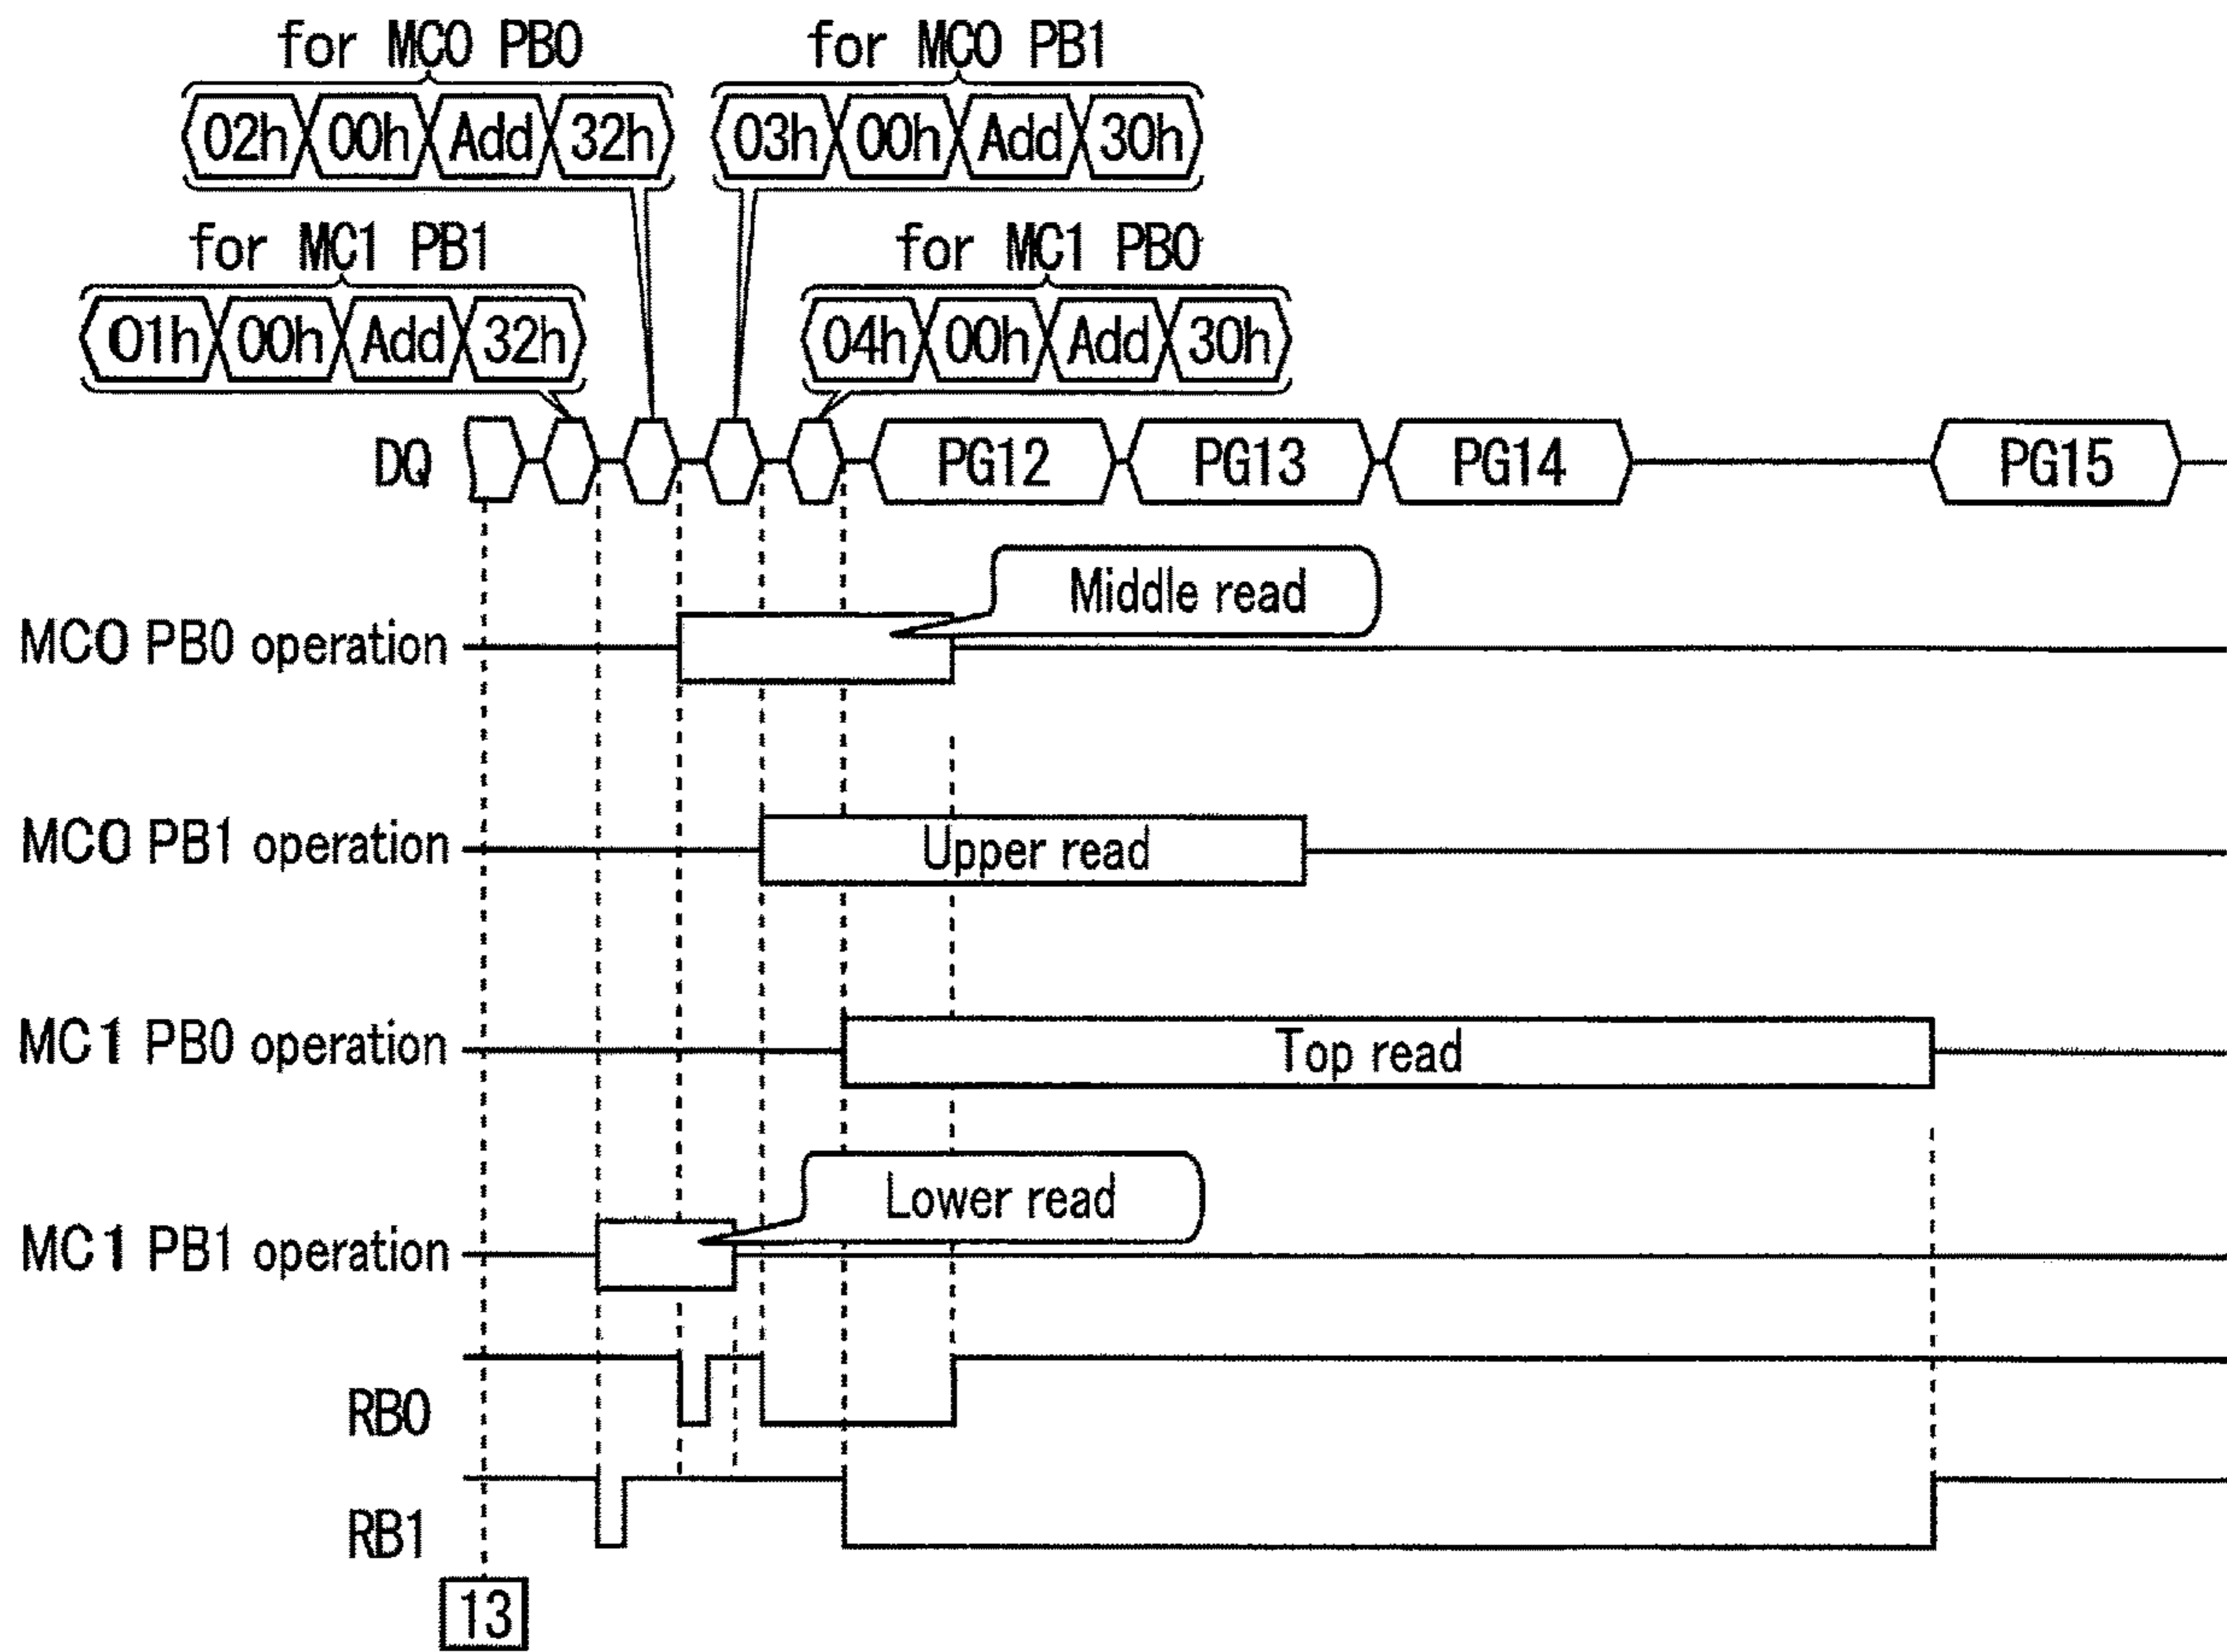 for MC0 PB0 for MC0 PB1
02h 00h Add 32h 03h 00h Add 30h
for MC1 PB1 for MC1 PB0
01h 00h Add 32h 04h 00h Add 30h
DQ PG12 PG13 PG14 PG15
Middle read
MC0 PB0 operation
MC0 PB1 operation Upper read
MC1 PB0 operation Top read
Lower read
MC1 PB1 operation
RB0
RB1
13